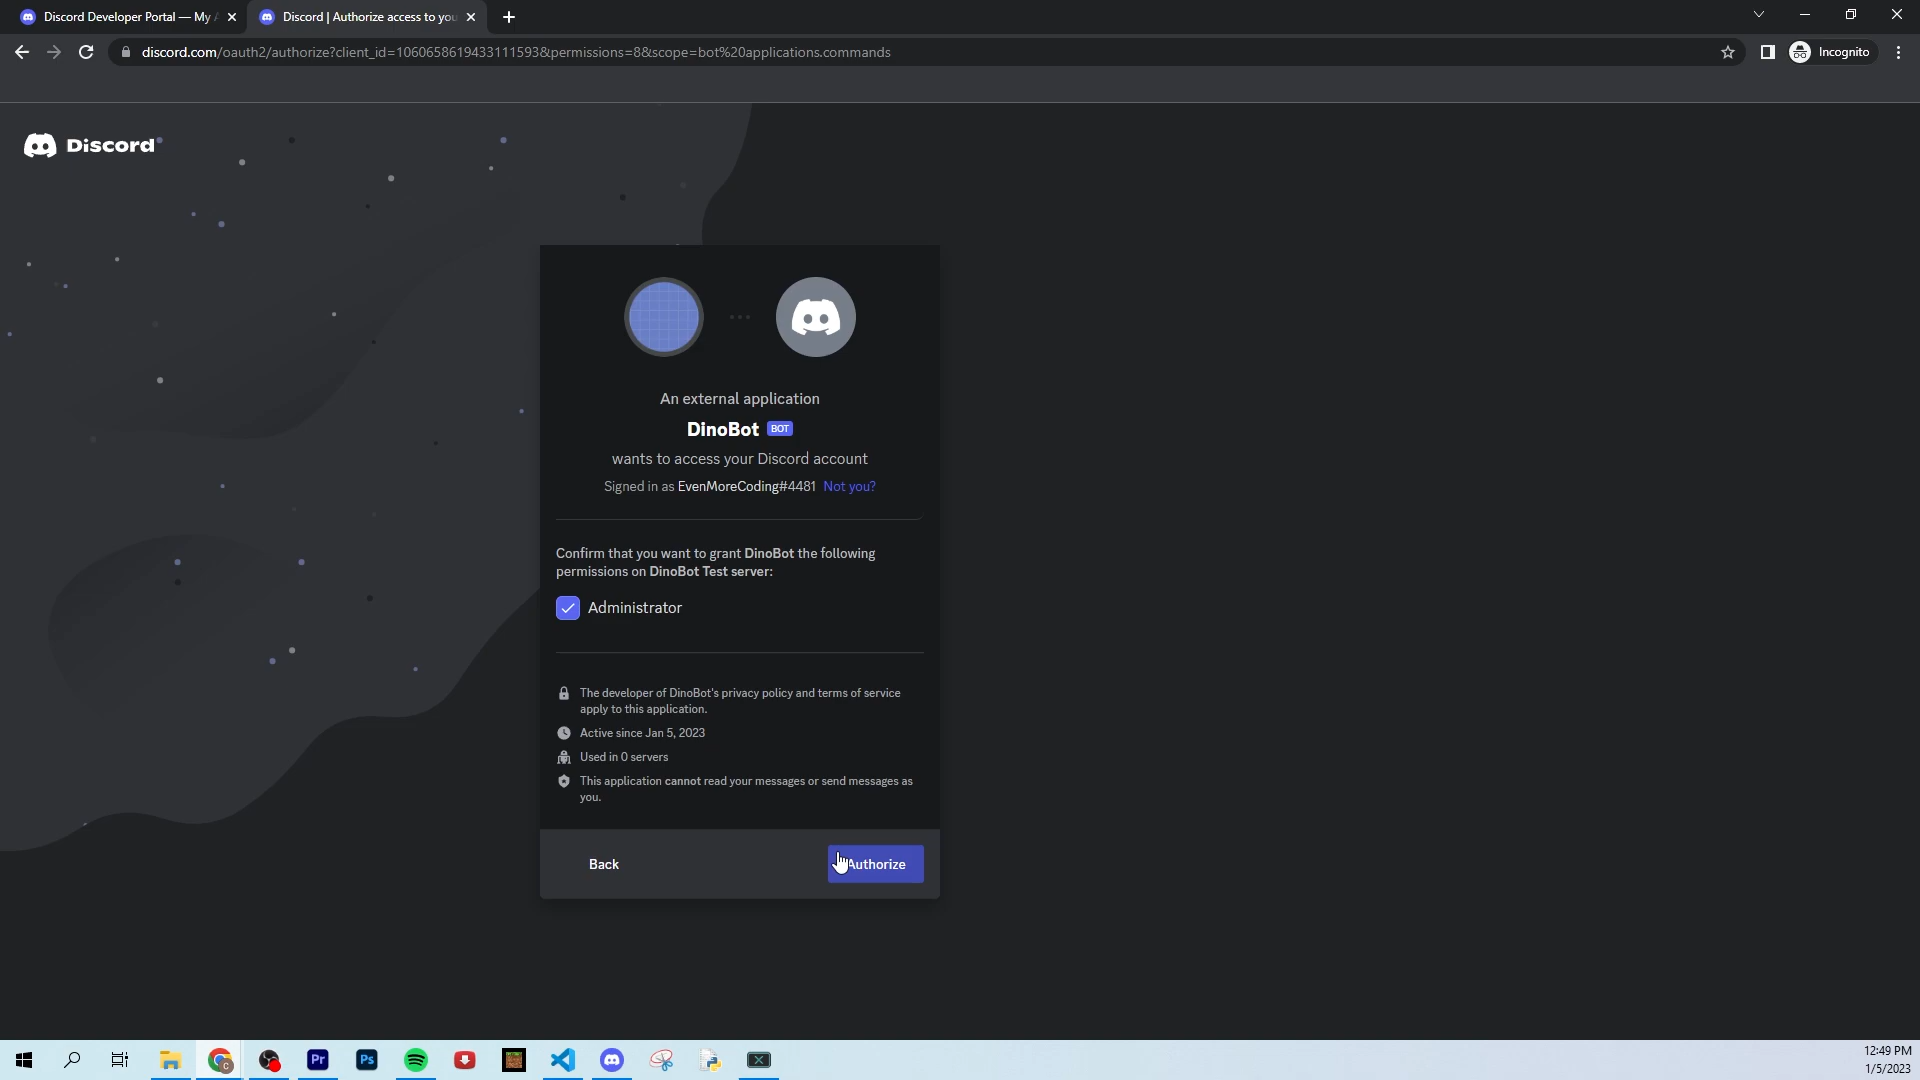 Discord Developer Portal — My A
Discord | Authorize access to you
discord.com/oauth2/authorize?client_id=1060658619433111593&permissions=8&scope=bot%20applications.commands
Incognito
Discord
An external application
DinoBot BOT
wants to access your Discord account
Signed in as EvenMoreCoding#4481 Not you?
Confirm that you want to grant DinoBot the following
permissions on DinoBot Test server:
Administrator
The developer of DinoBot's privacy policy and terms of service
apply to this application.
Active since Jan 5, 2023
Used in 0 servers
This application cannot read your messages or send messages as
you.
Back
Authorize
Pr
Ps
12:49 PM
1/5/2023